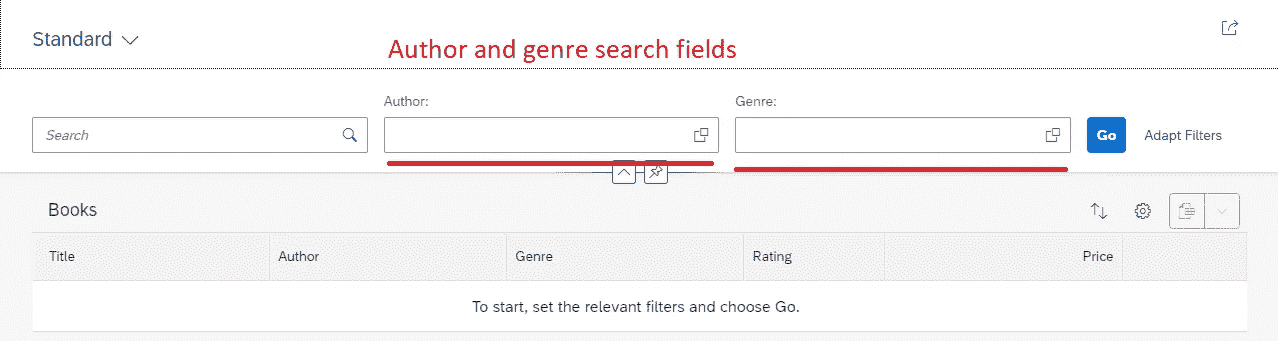 Standard
Author and genre search fields
Author:
Genre:
Search
Go
Adapt Filters
Books
Title Author Genre Rating Price
To start, set the relevant filters and choose Go.